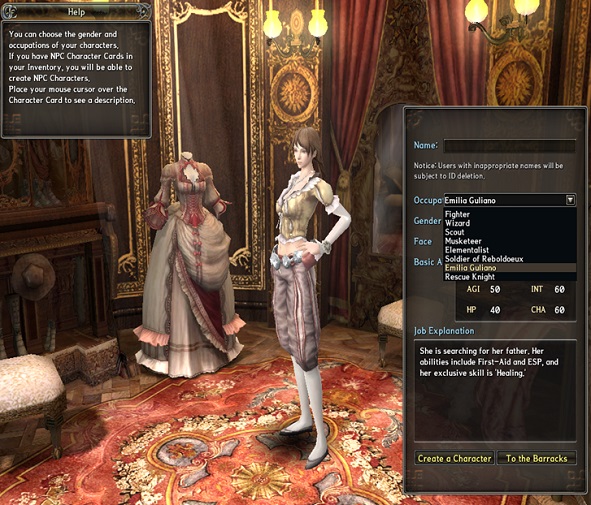 Help
You can choose the gender and
occupations of your characters.
If you have NPC Character Cards in
your Inventory, you will be able to
create NPC Characters.
Place your mouse cursor over the
Character Card to see a description.
Name:
Notice: Users with inappropriate names will be
subject to ID deletion.
Occupa Emilia Guliano
Fighter
Gender
Wizard
Scout
Face
Musketeer
Elementalist
Soldier of Reboldoeux
Basic A
Emilia Guliano
Rescue Knight
AGI 50 INT 60
HP 40 CHA 60
Job Explanation
She is searching for her father. Her
abilities include First-Aid and ESP, and
her exclusive skill is 'Healing.'
Create a Character To the Barracks